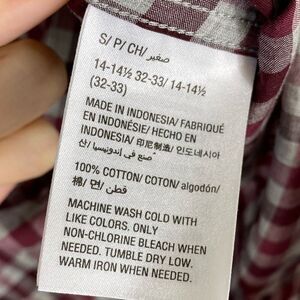 S/ P/ CH/ صغير/
14-14½ 32-33/ 14-14½
(32-33)
MADE IN INDONESIA/ FABRIQUÉ
EN INDONÉSIE/ HECHO EN
INDONESIA/ 印尼制造/ 인도네시아
산/ صنع في إندونيسيا/
100% COTTON/ COTON/ algodón/
棉/ 면/ قطن/
MACHINE WASH COLD WITH
LIKE COLORS. ONLY
NON-CHLORINE BLEACH WHEN
NEEDED. TUMBLE DRY LOW.
WARM IRON WHEN NEEDED.